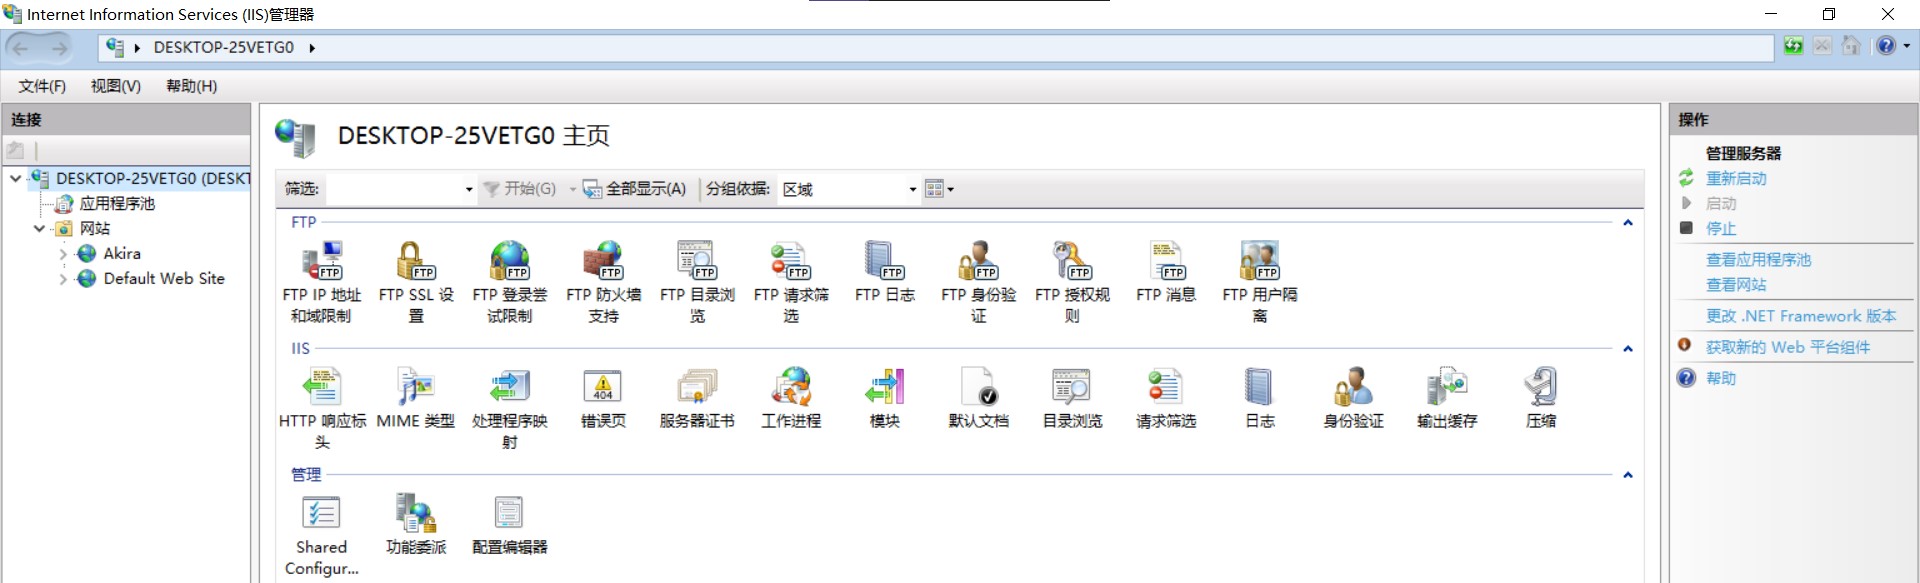 Internet Information Services (IIS)管理器
DESKTOP-25VETG0
文件(F) 视图(V) 帮助(H)
连接
DESKTOP-25VETG0 (DESKT
应用程序池
网站
Akira
Default Web Site
DESKTOP-25VETG0 主页
筛选: 开始(G) 全部显示(A) 分组依据: 区域
FTP
FTP IP 地址 FTP SSL 设 FTP 登录尝 FTP 防火墙 FTP 目录浏 FTP 请求筛 FTP 日志 FTP 身份验 FTP 授权规 FTP 消息 FTP 用户隔
和域限制 置 试限制 支持 览 选 证 则 离
IIS
HTTP 响应标 MIME 类型 处理程序映 错误页 服务器证书 工作进程 模块 默认文档 目录浏览 请求筛选 日志 身份验证 输出缓存 压缩
头 射
管理
Shared 功能委派 配置编辑器
Configur...
操作
管理服务器
重新启动
启动
停止
查看应用程序池
查看网站
更改 .NET Framework 版本
获取新的 Web 平台组件
帮助